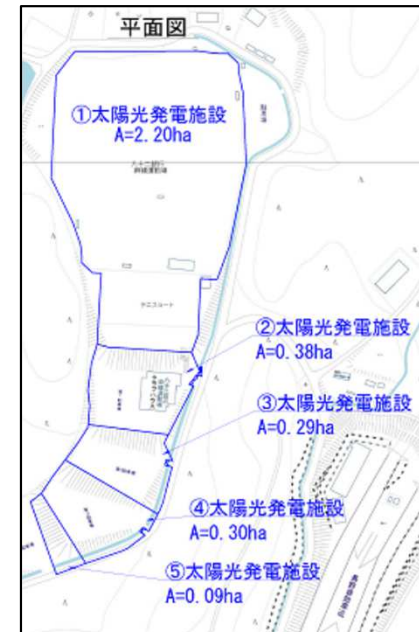 平面図
①太陽光発電施設
A=2.20ha
テニスコート
②太陽光発電施設
A=0.38ha
③太陽光発電施設
A=0.29ha
④太陽光発電施設
A=0.30ha
⑤太陽光発電施設
A=0.09ha